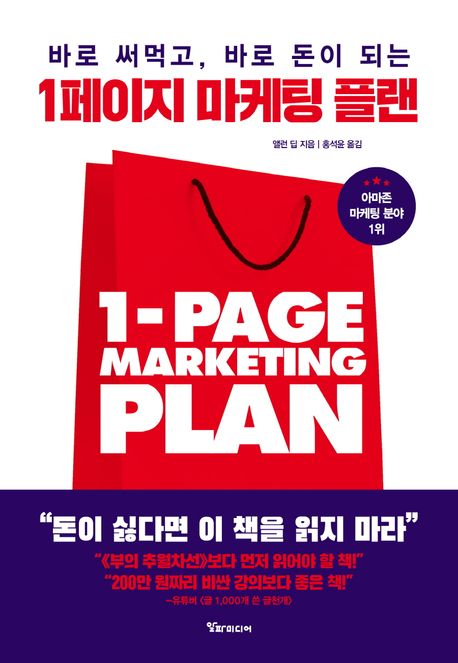 바로 써먹고, 바로 돈이 되는
1페이지 마케팅 플랜
앨런 딥 지음 | 홍석윤 옮김
아마존
마케팅 분야
1위
1-PAGE
MARKETING
PLAN
“돈이 싫다면 이 책을 읽지 마라”
“《부의 추월차선》보다 먼저 읽어야 할 책!”
“200만 원짜리 비싼 강의보다 좋은 책!”
–유튜버 〈글 1,000개 쓴 글천개〉
알파미디어